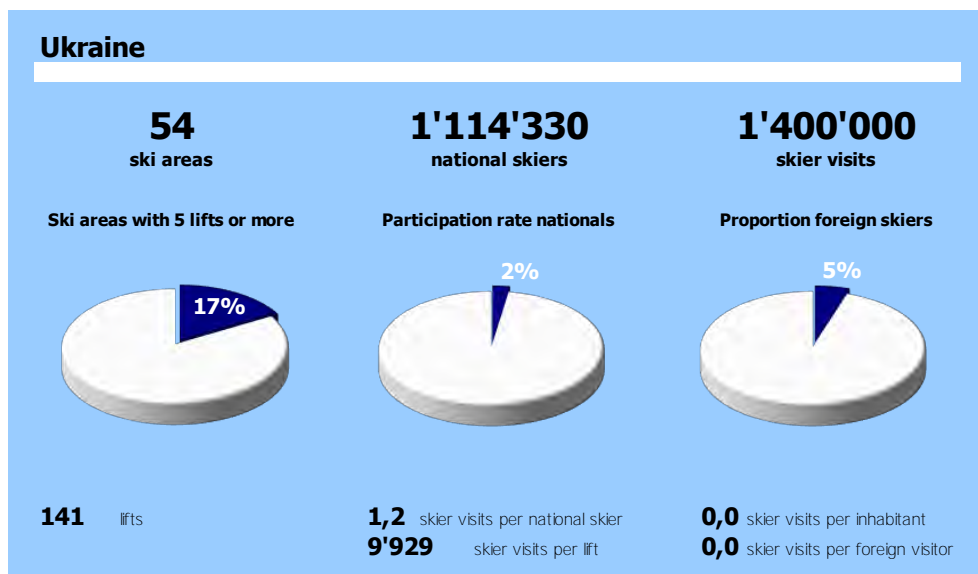 Ukraine
54
ski areas
1'114'330
national skiers
1'400'000
skier visits
Ski areas with 5 lifts or more
Participation rate nationals
Proportion foreign skiers
17%
2%
5%
141 lifts
1,2 skier visits per national skier
9'929 skier visits per lift
0,0 skier visits per inhabitant
0,0 skier visits per foreign visitor